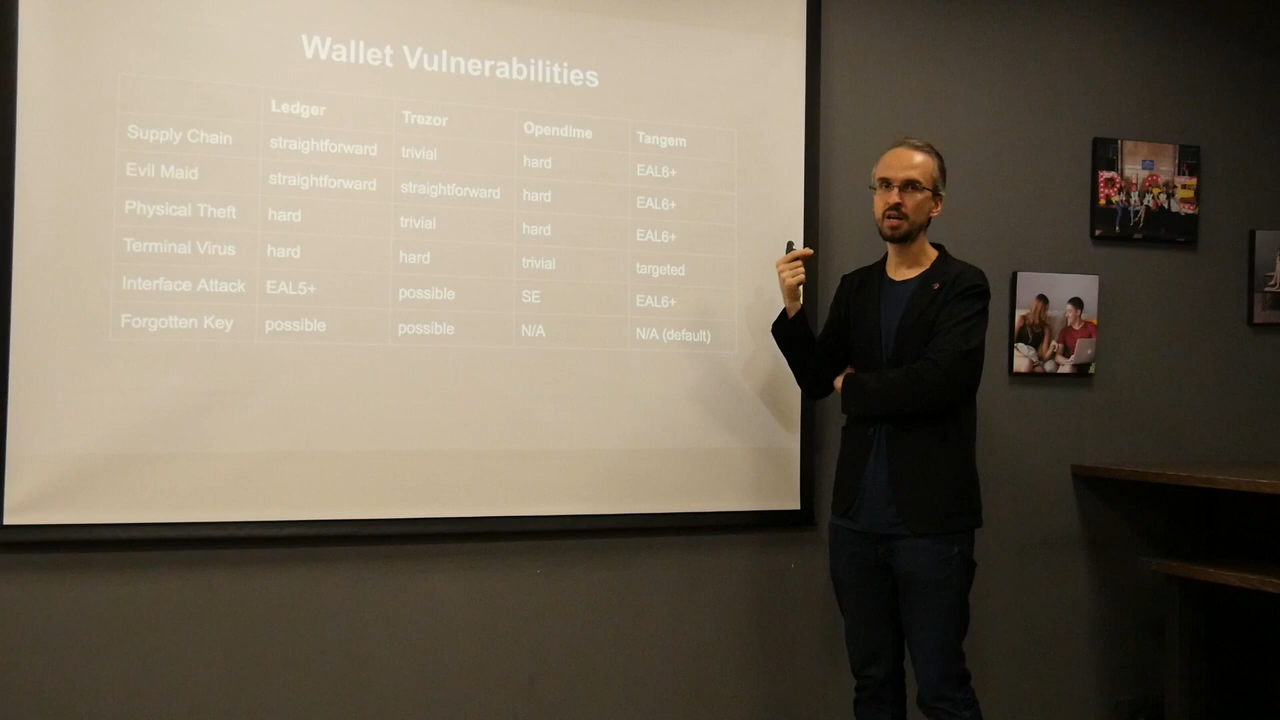 Wallet Vulnerabilities
Ledger Trezor Opendime Tangem
Supply Chain straightforward trivial hard EAL6+
Evil Maid straightforward straightforward hard EAL6+
Physical Theft hard trivial hard EAL6+
Terminal Virus hard hard trivial targeted
Interface Attack EAL5+ possible SE EAL6+
Forgotten Key possible possible N/A N/A (default)